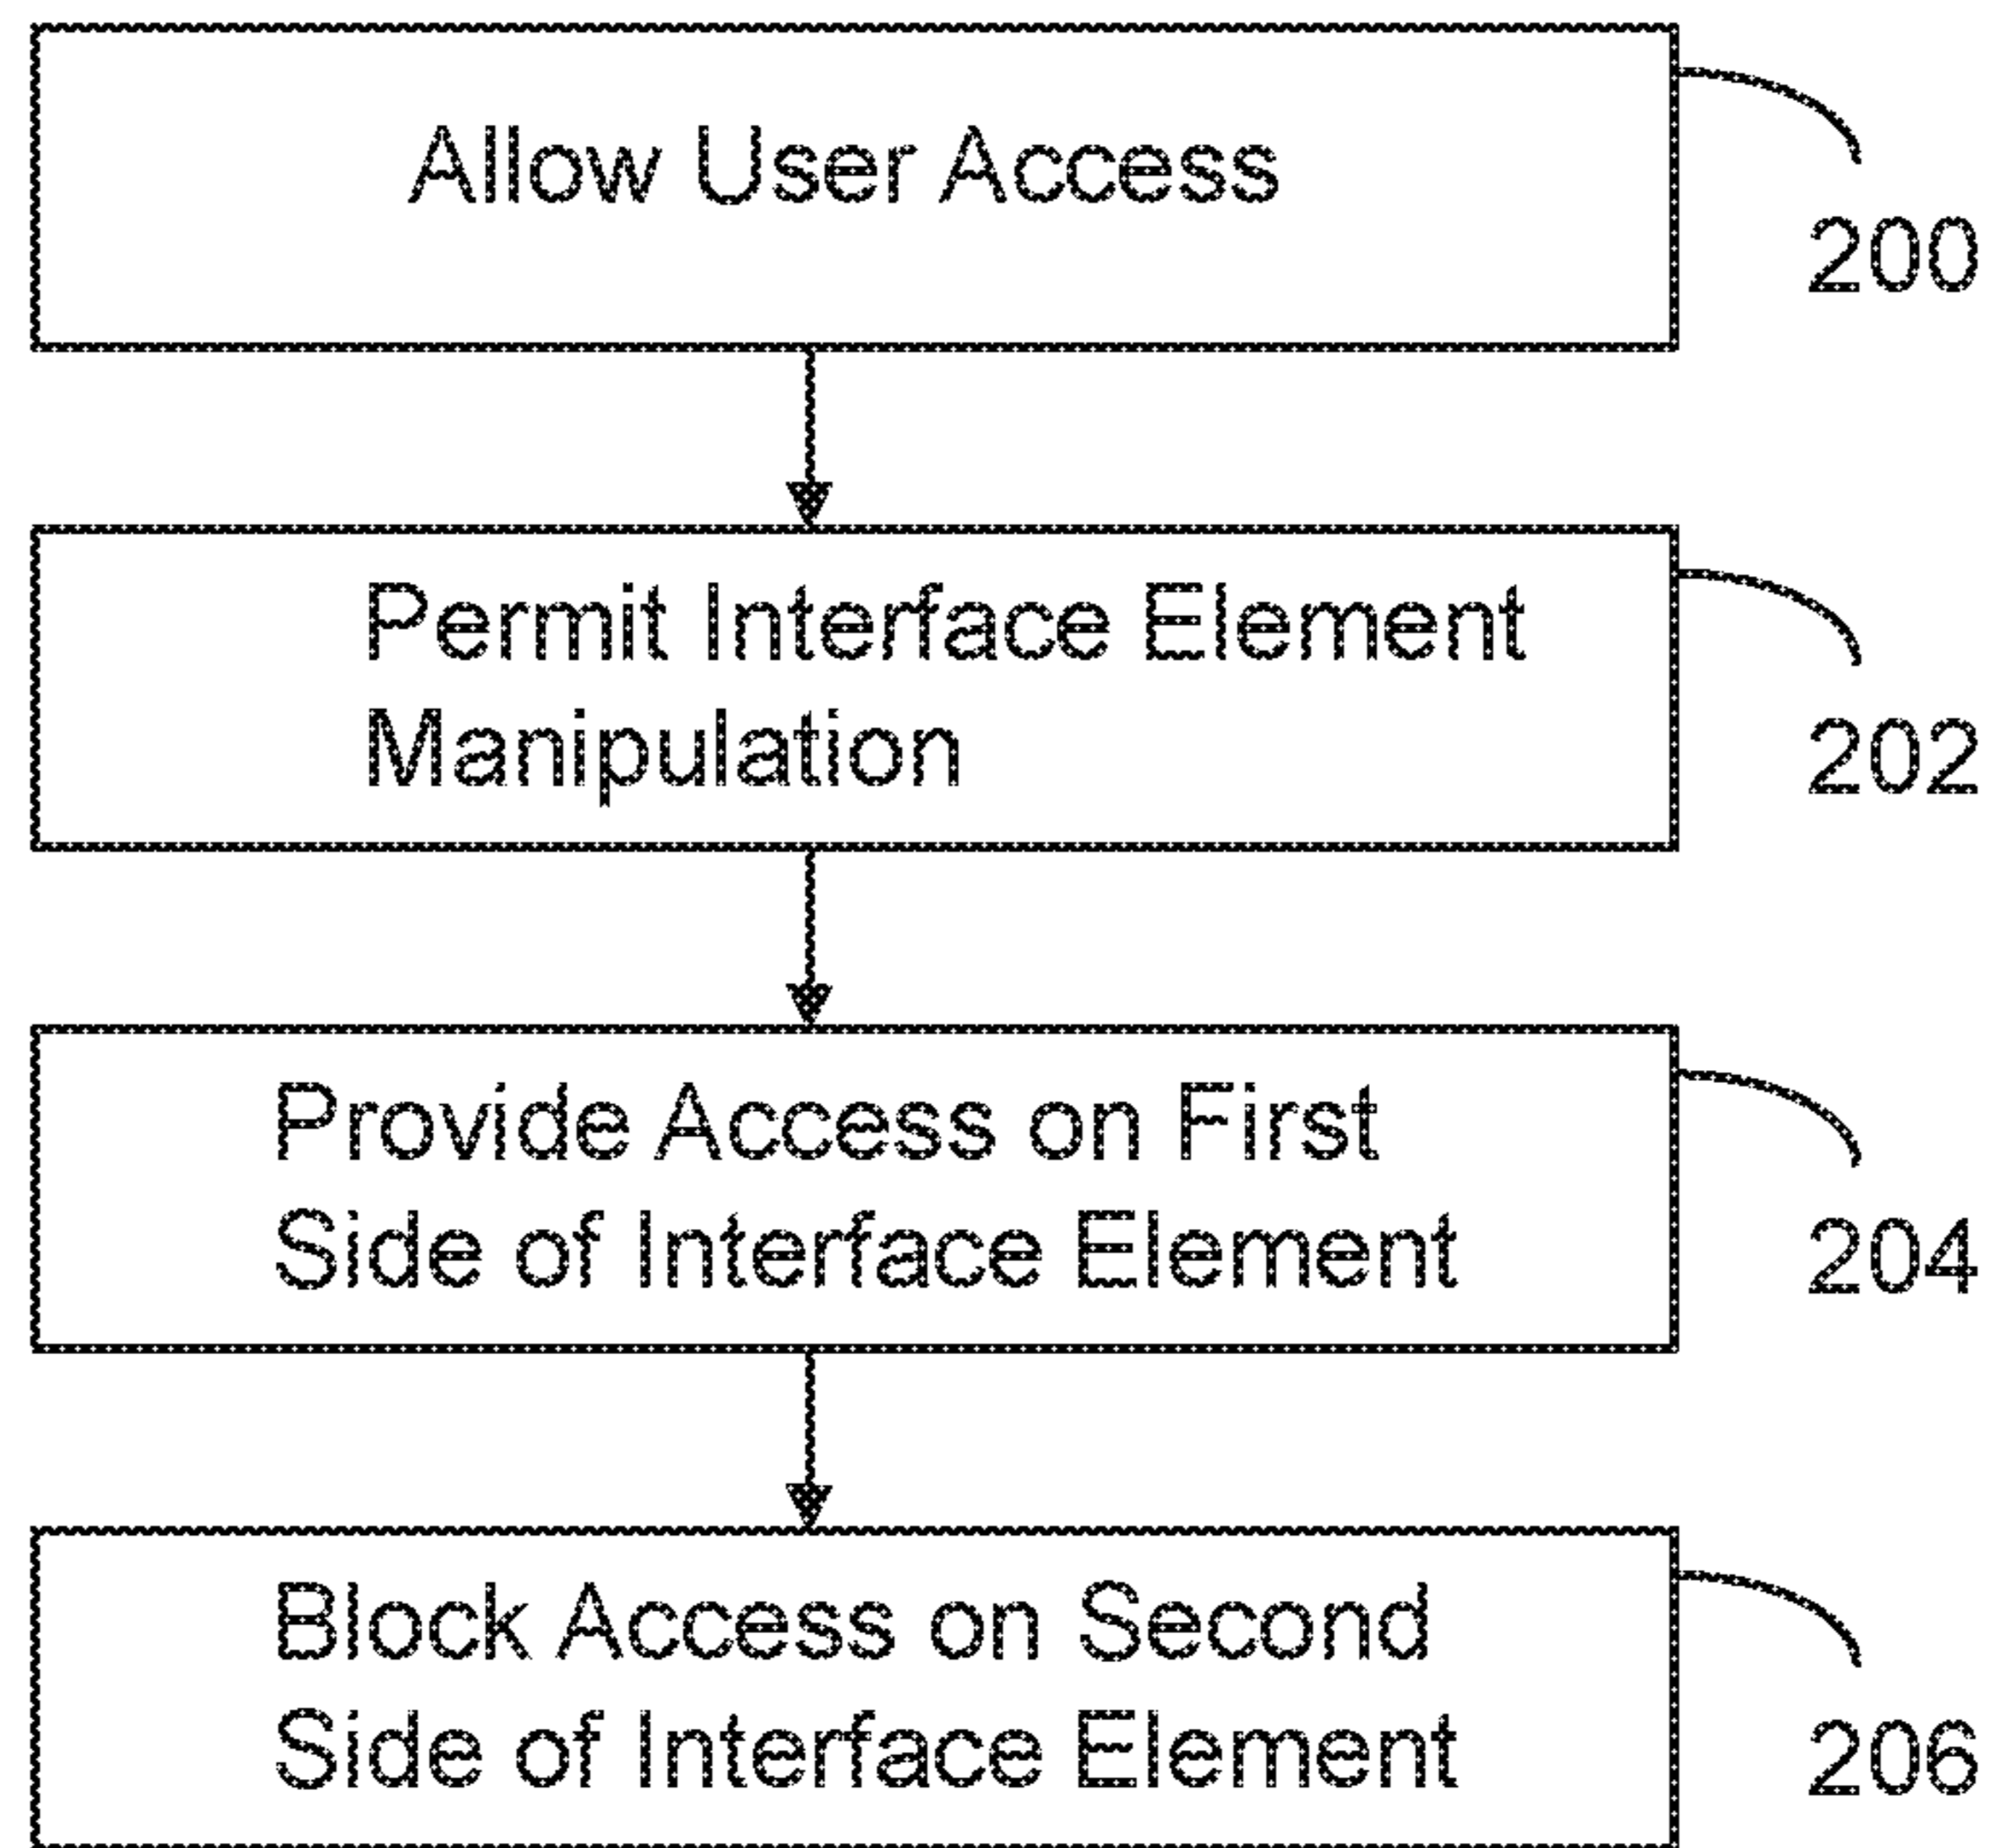 Allow User Access
200
Permit Interface Element
Manipulation
202
Provide Access on First
Side of Interface Element
204
Block Access on Second
Side of Interface Element
206